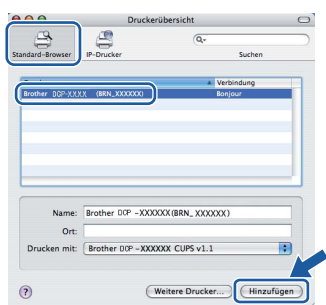 Druckerübersicht
Standard-Browser IP-Drucker Suchen
Verbindung
Brother DCP-XXXX (BRN_XXXXXX) Bonjour
Name: Brother DCP -XXXXXX(BRN_XXXXXX)
Ort:
Drucken mit: Brother DCP -XXXXXX CUPS v1.1
? Weitere Drucker... Hinzufügen